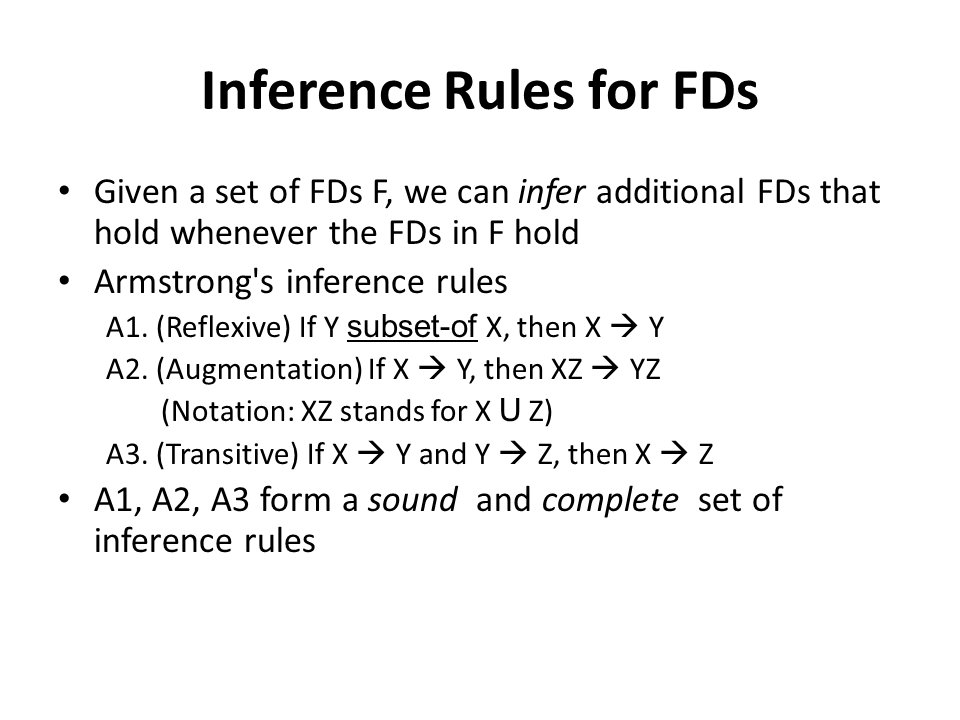 Inference Rules for FDs
• Given a set of FDs F, we can infer additional FDs that
hold whenever the FDs in F hold
• Armstrong's inference rules
A1. (Reflexive) If Y subset-of X, then X → Y
A2. (Augmentation) If X → Y, then XZ → YZ
(Notation: XZ stands for X U Z)
A3. (Transitive) If X → Y and Y → Z, then X → Z
• A1, A2, A3 form a sound and complete set of
inference rules